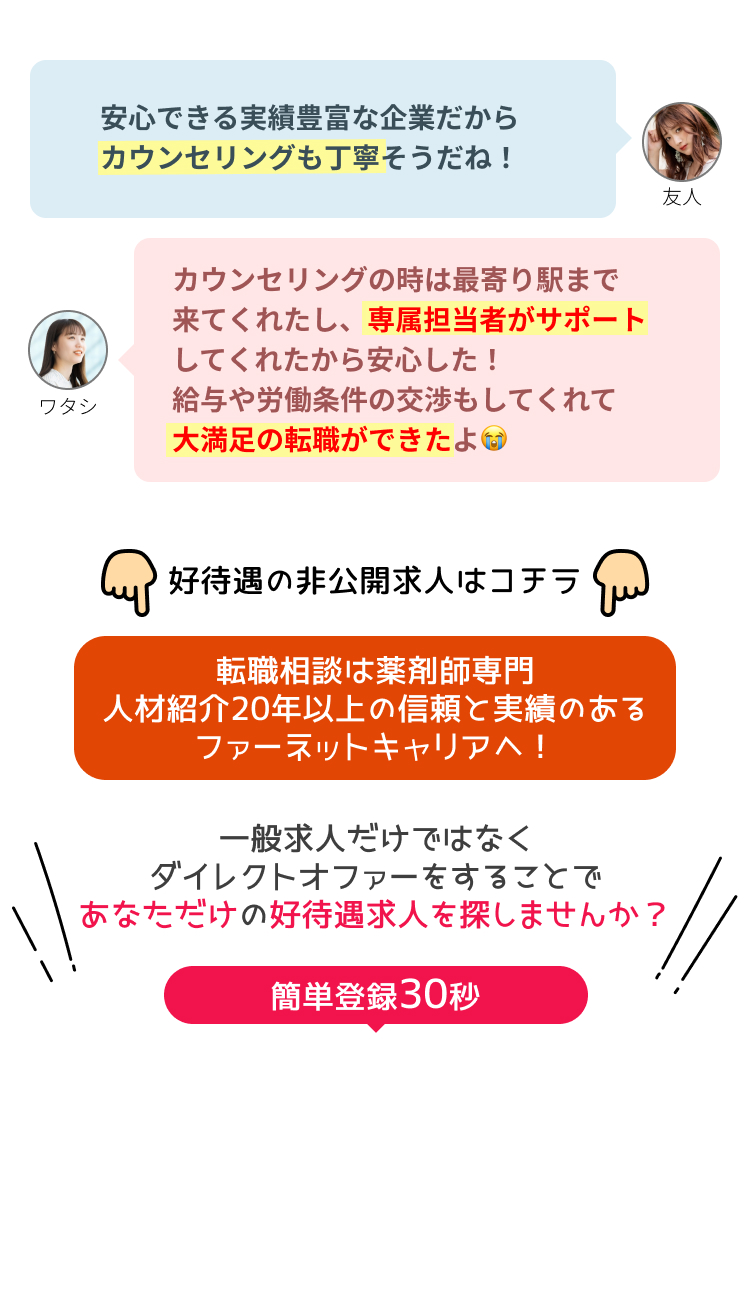 安心できる実績豊富な企業だから
カウンセリングも丁寧そうだね！
友人
カウンセリングの時は最寄り駅まで
来てくれたし、専属担当者がサポート
してくれたから安心した！
給与や労働条件の交渉もしてくれて
大満足の転職ができたよ😭
ワタシ
好待遇の非公開求人はコチラ
転職相談は薬剤師専門
人材紹介20年以上の信頼と実績のある
ファーネットキャリアへ！
一般求人だけではなく
ダイレクトオファーをすることで
あなただけの好待遇求人を探しませんか？
簡単登録30秒